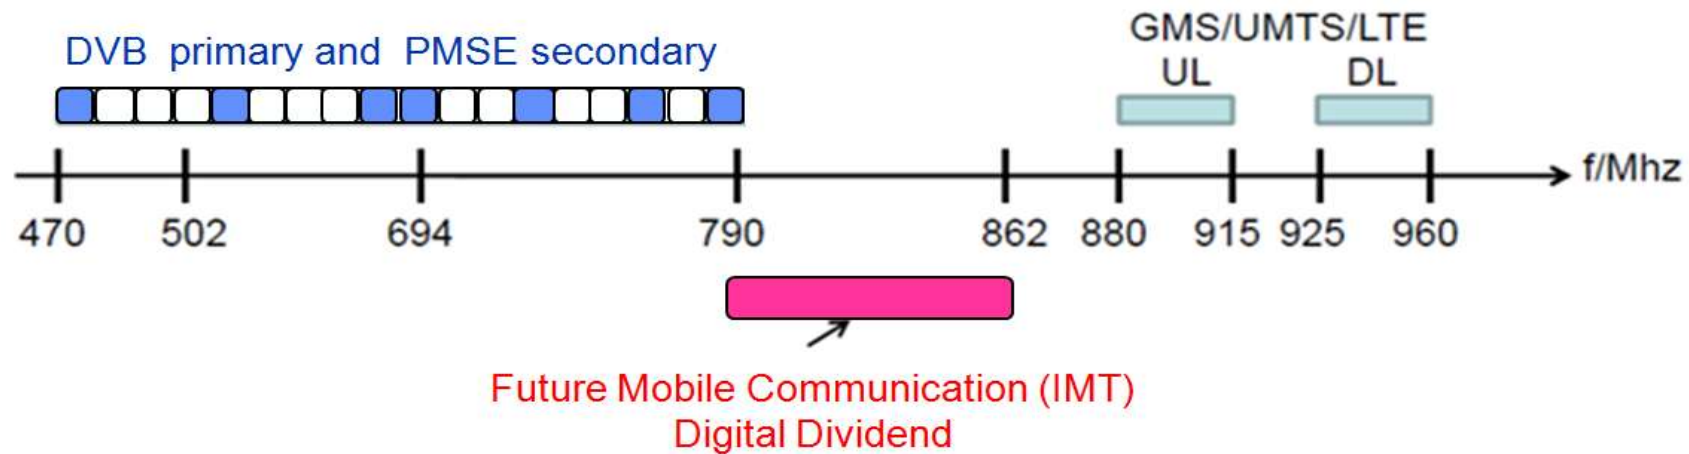 GMS/UMTS/LTE
DVB primary and PMSE secondary
UL DL
f/Mhz
470 502 694 790 862 880 915 925 960
Future Mobile Communication (IMT)
Digital Dividend